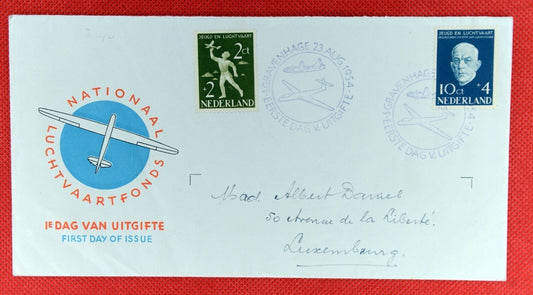 NATIONAAL
LUCHTVAARTFONDS
1E DAG VAN UITGIFTE
FIRST DAY OF ISSUE
JEUGD EN LUCHTVAART
2ct
+2
NEDERLAND
'S-GRAVENHAGE 23 AUG 1954
EERSTE DAG V. UITGIFTE
JEUGD EN LUCHTVAART
10ct +4
NEDERLAND
'S-GRAVENHAGE
EERSTE DAG V. UITGIFTE
Mad. Albert
50 Avenue de la Liberté.
Luxembourg.